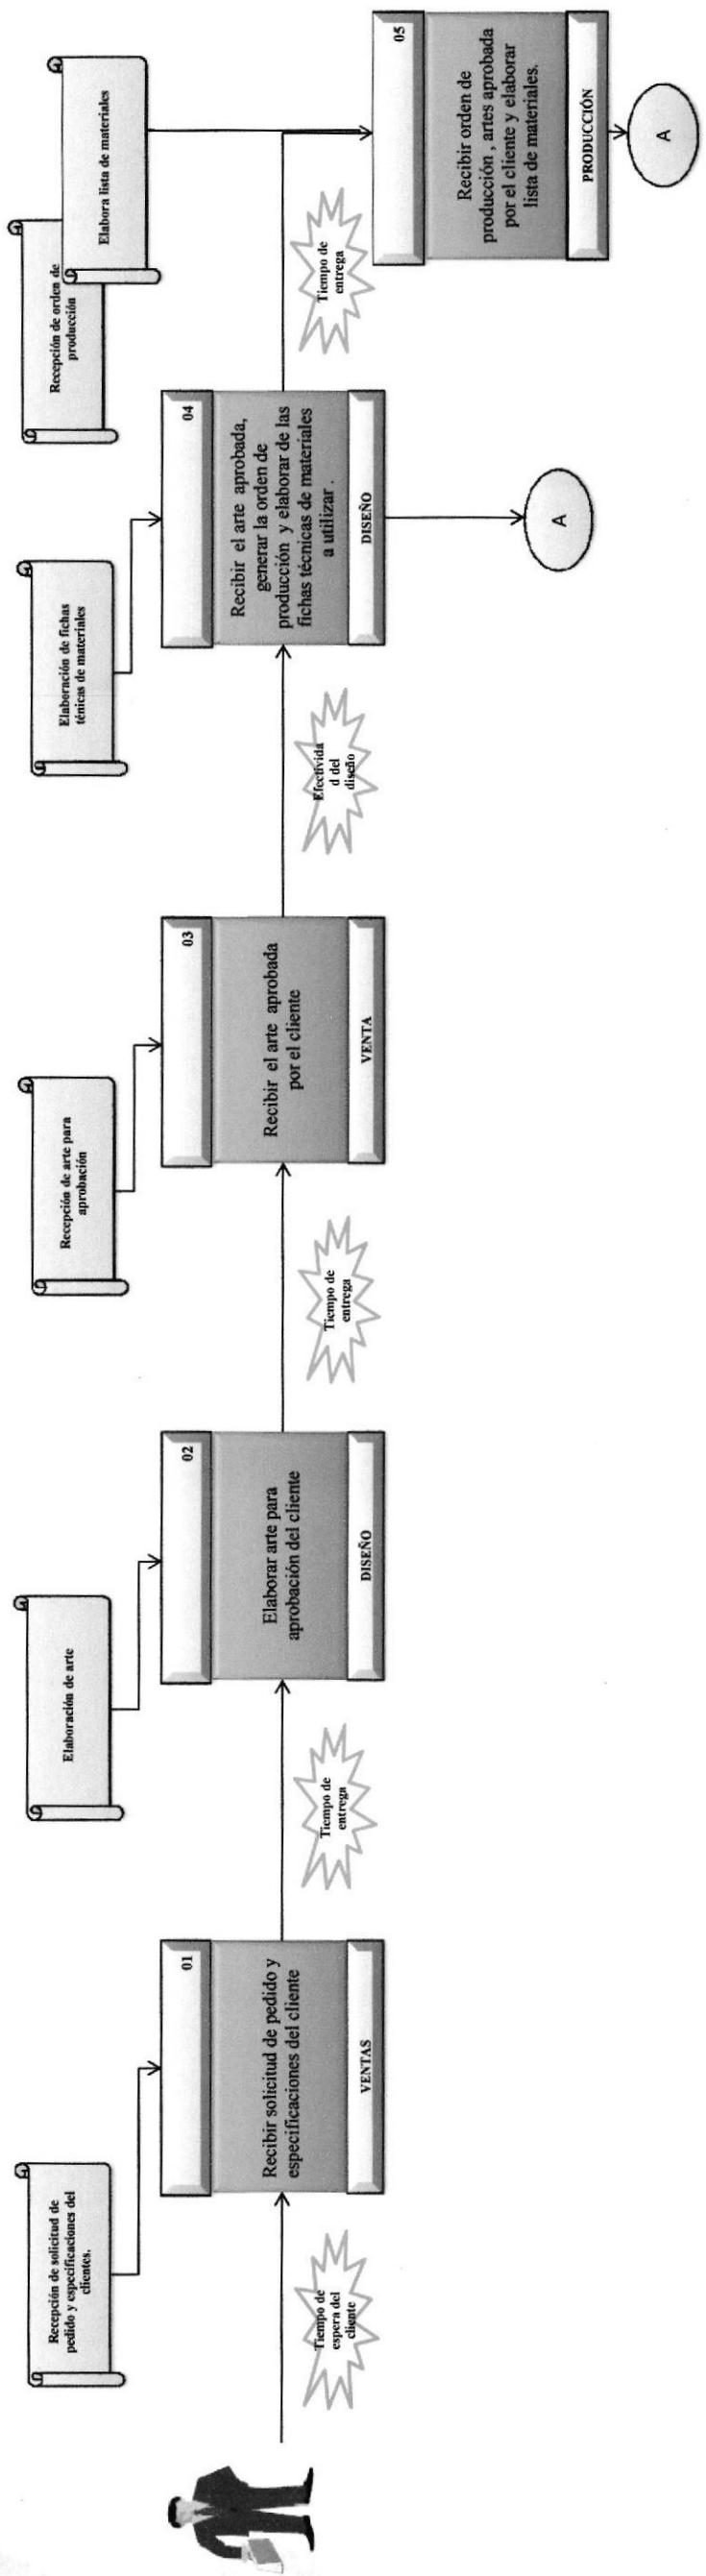 Recepción de solicitud de
pedido y especificaciones del
clientes.
Tiempo de
espera del
cliente
01
Recibir solicitud de pedido y
especificaciones del cliente
VENTAS
Elaboración de arte
Tiempo de
entrega
02
Elaborar arte para
aprobación del cliente
DISEÑO
Recepción de arte para
aprobación
Tiempo de
entrega
03
Recibir el arte aprobada
por el cliente
VENTA
Elaboración de fichas
ténicas de materiales
Efectivida
d del
diseño
04
Recibir el arte aprobada,
generar la orden de
producción y elaborar de las
fichas técnicas de materiales
a utilizar .
DISEÑO
A
Recepción de orden de
producción
Elabora lista de materiales
Tiempo de
entrega
05
Recibir orden de
producción , artes aprobada
por el cliente y elaborar
lista de materiales.
PRODUCCIÓN
A